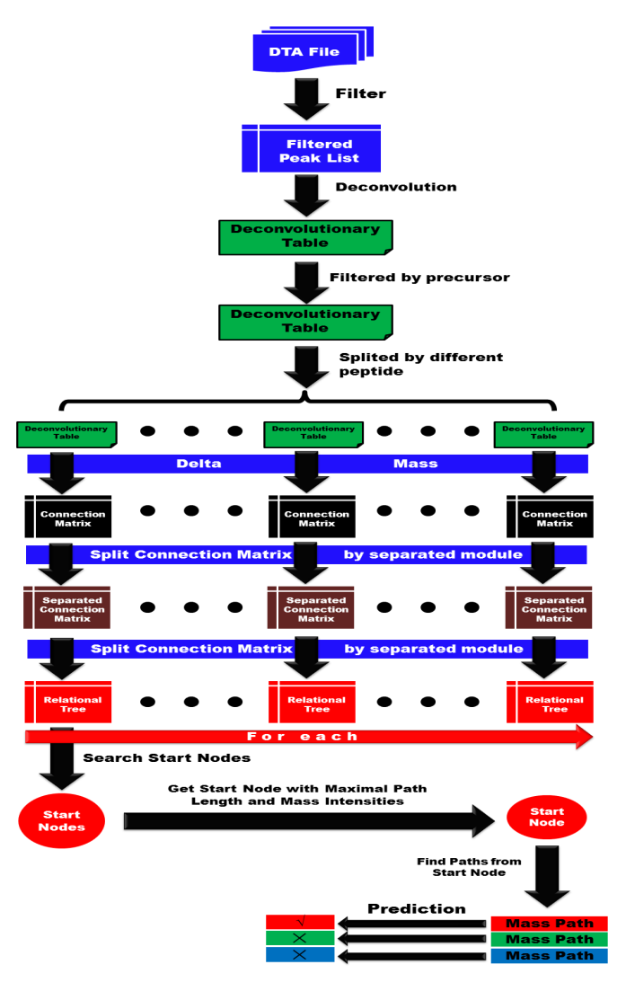 DTA File
Filter
Filtered
Peak List
Deconvolution
Deconvolutionary
Table
Filtered by precursor
Deconvolutionary
Table
Splited by different
peptide
Deconvolutionary
Table
Deconvolutionary
Table
Deconvolutionary
Table
Delta Mass
Connection
Matrix
Connection
Matrix
Connection
Matrix
Split Connection Matrix by separated module
Separated
Connection
Matrix
Separated
Connection
Matrix
Separated
Connection
Matrix
Split Connection Matrix by separated module
Relational
Tree
Relational
Tree
Relational
Tree
For each
Search Start Nodes
Get Start Node with Maximal Path
Length and Mass Intensities
Start
Nodes
Start
Node
Find Paths from
Start Node
Prediction
√ Mass Path
× Mass Path
× Mass Path